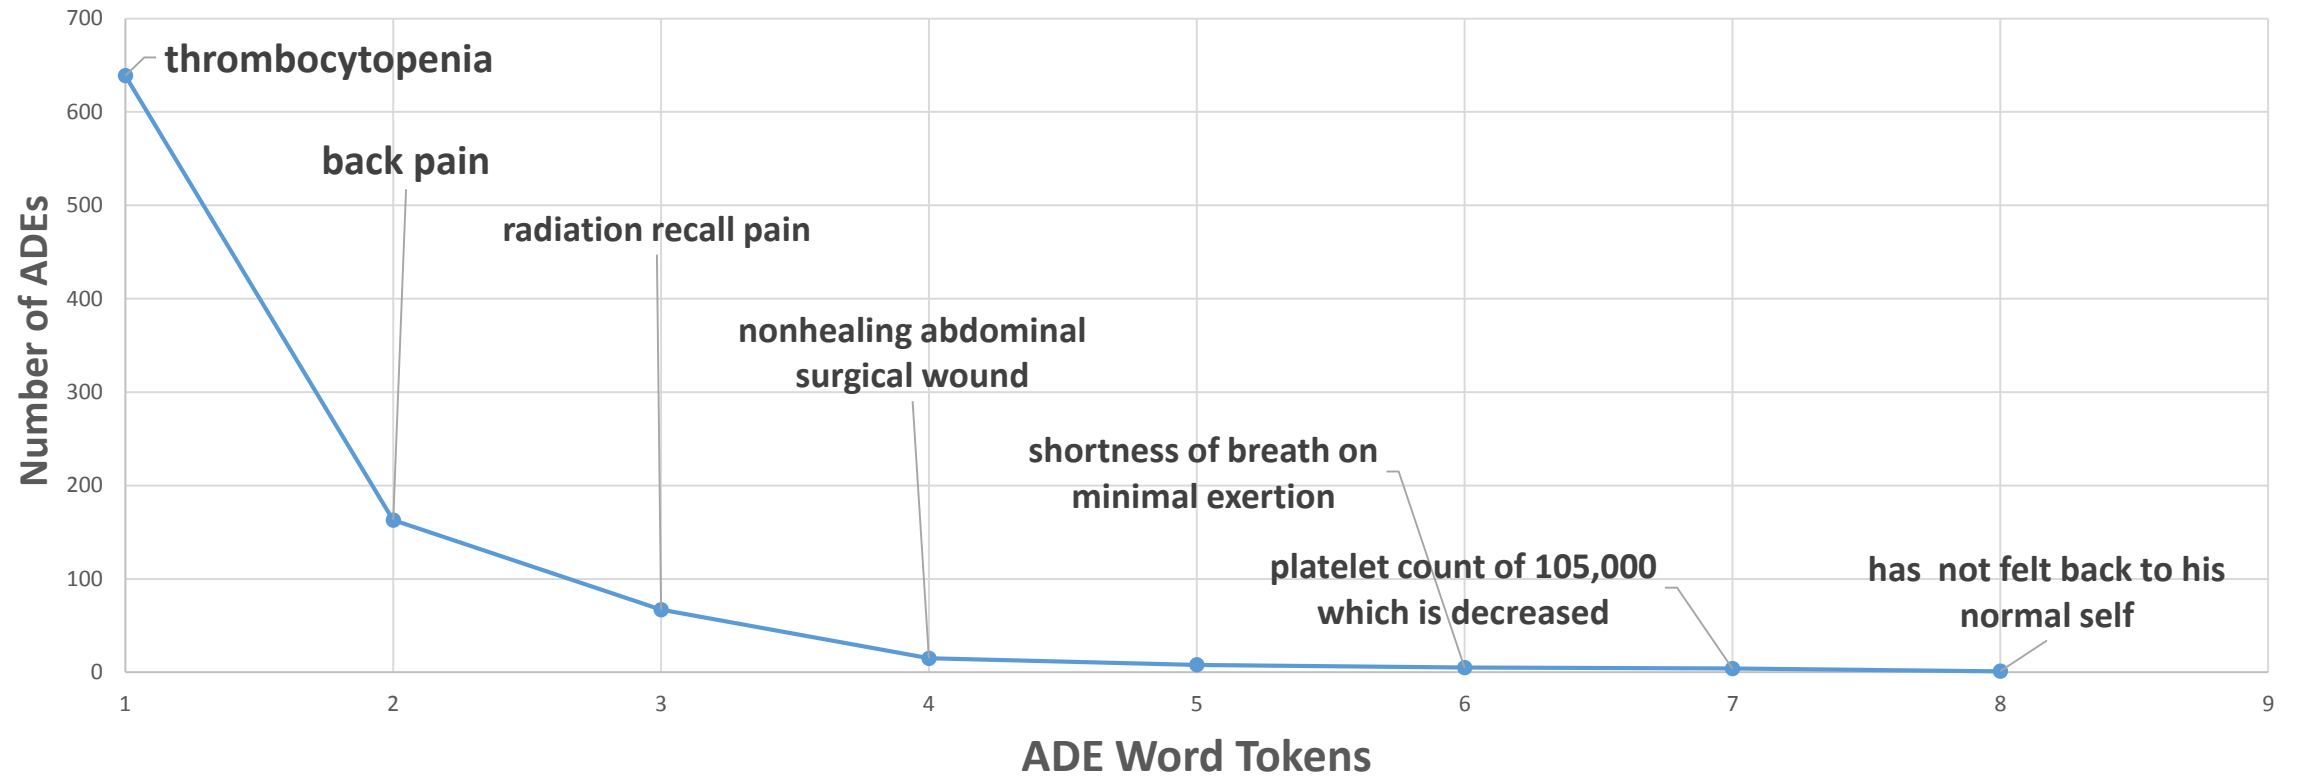 700
600
500
400
300
200
100
0
Number of ADEs
thrombocytopenia
back pain
radiation recall pain
nonhealing abdominal
surgical wound
shortness of breath on
minimal exertion
platelet count of 105,000
which is decreased
has  not felt back to his
normal self
1 2 3 4 5 6 7 8 9
ADE Word Tokens